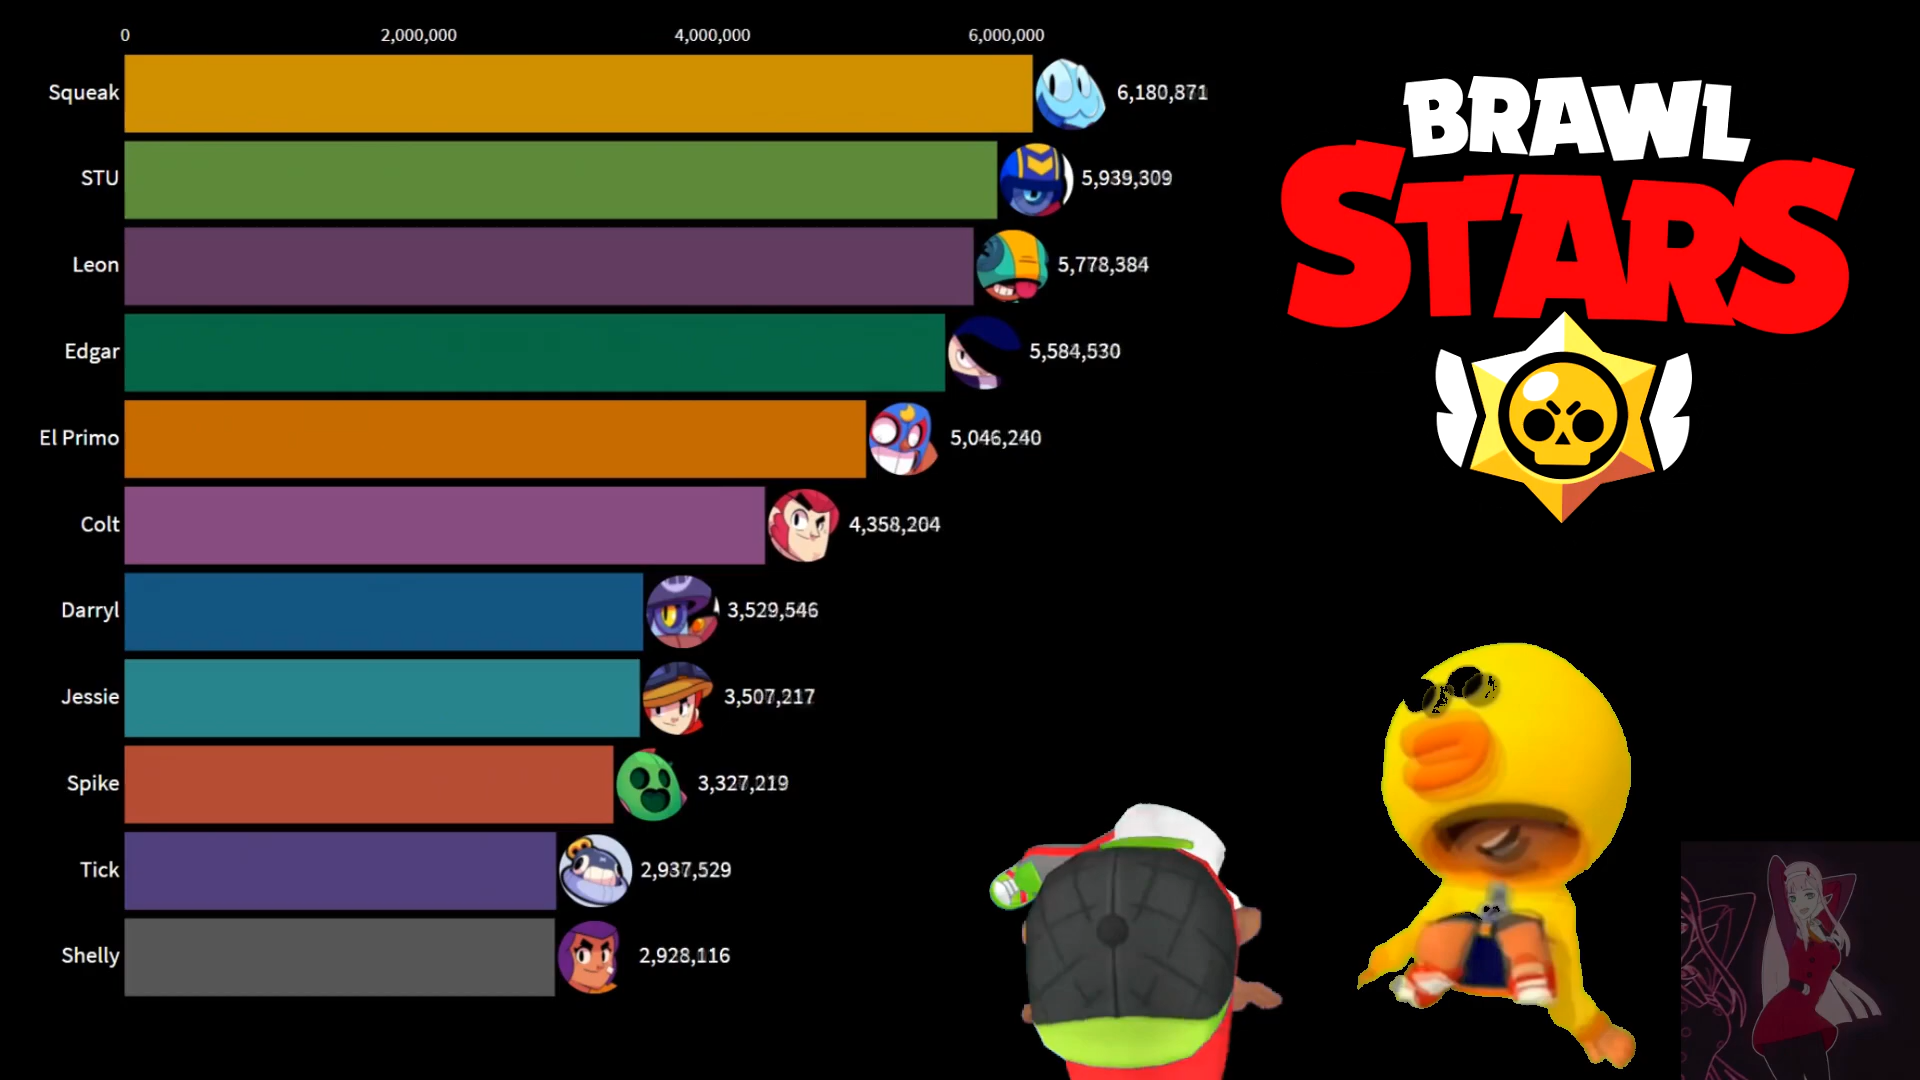 0 2,000,000 4,000,000 6,000,000
Squeak 6,180,871
STU 5,939,309
Leon 5,778,384
Edgar 5,584,530
El Primo 5,046,240
Colt 4,358,204
Darryl 3,529,546
Jessie 3,507,217
Spike 3,327,219
Tick 2,937,529
Shelly 2,928,116
BRAWL
STARS